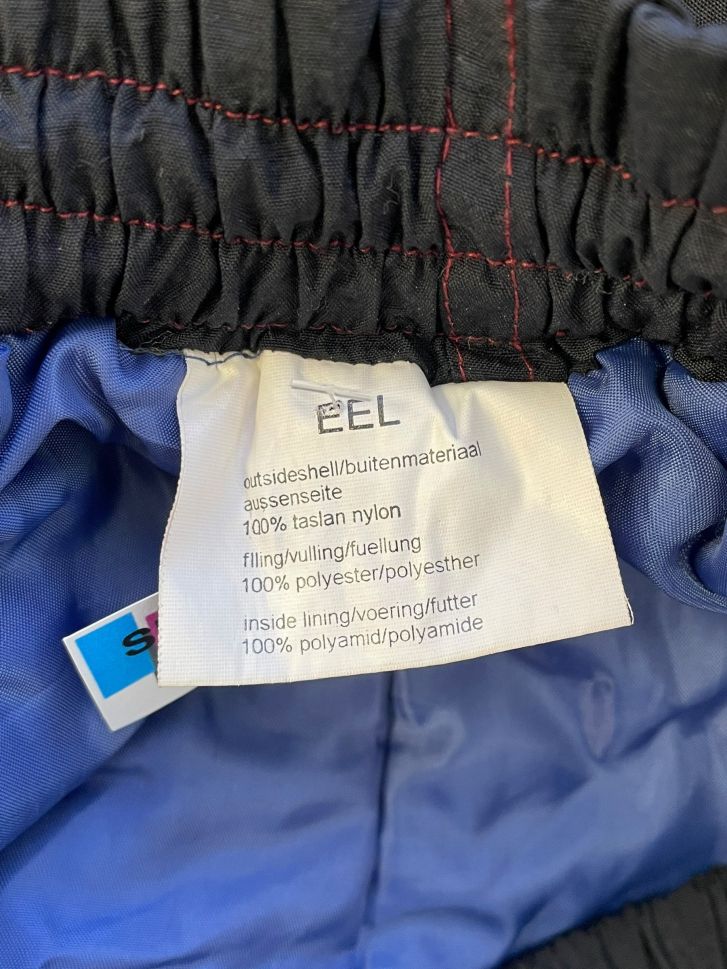 EEL
outsideshell/buitenmateriaal
aussenseite
100% taslan nylon
flling/vulling/fuellung
100% polyester/polyesther
inside lining/voering/futter
100% polyamid/polyamide
S